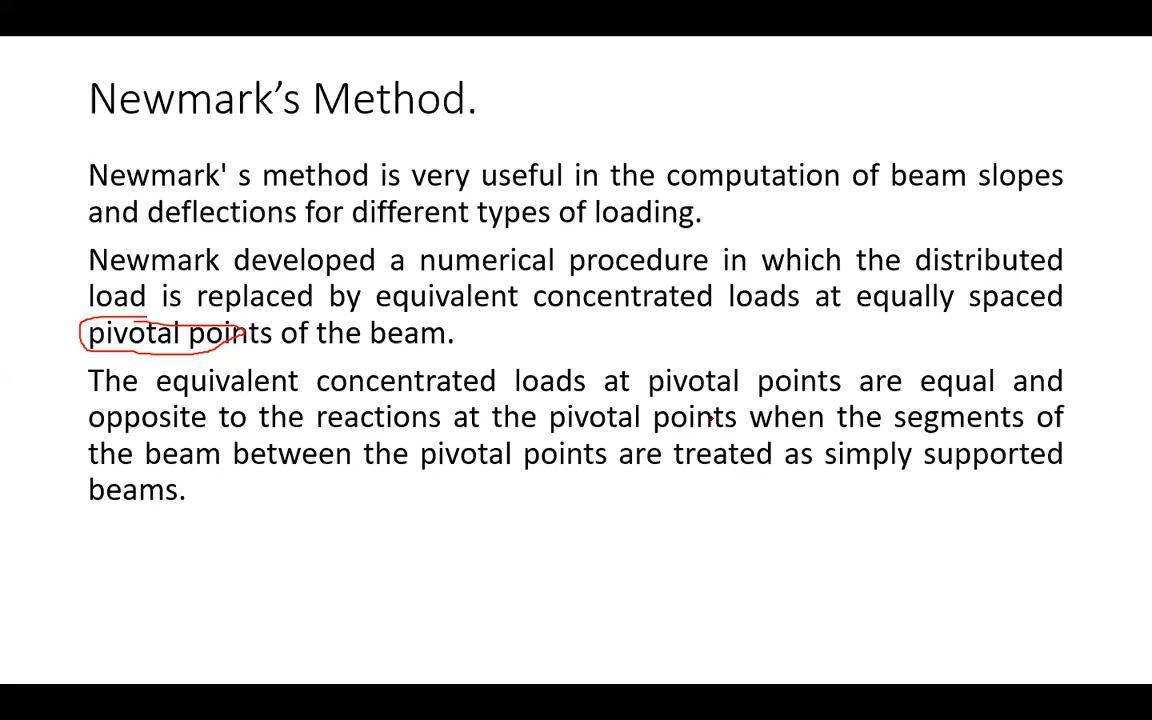 Newmark’s Method.
Newmark' s method is very useful in the computation of beam slopes
and deflections for different types of loading.
Newmark developed a numerical procedure in which the distributed
load is replaced by equivalent concentrated loads at equally spaced
pivotal points of the beam.
The equivalent concentrated loads at pivotal points are equal and
opposite to the reactions at the pivotal points when the segments of
the beam between the pivotal points are treated as simply supported
beams.